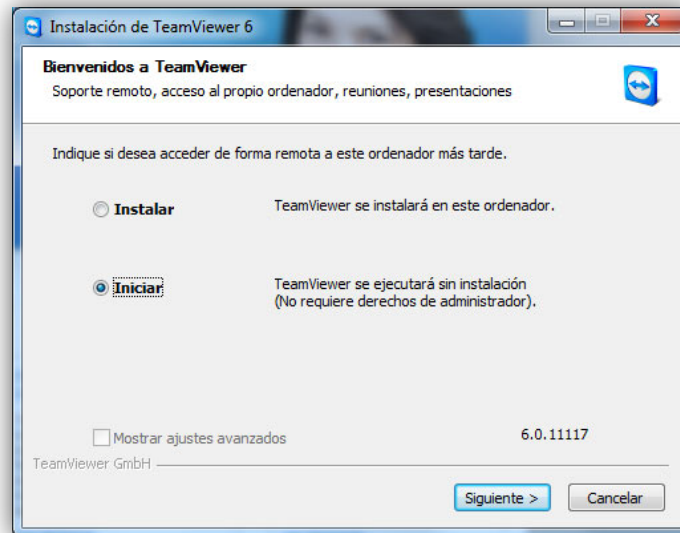 Instalación de TeamViewer 6
Bienvenidos a TeamViewer
Soporte remoto, acceso al propio ordenador, reuniones, presentaciones
Indique si desea acceder de forma remota a este ordenador más tarde.
Instalar
TeamViewer se instalará en este ordenador.
Iniciar
TeamViewer se ejecutará sin instalación
(No requiere derechos de administrador).
Mostrar ajustes avanzados
6.0.11117
TeamViewer GmbH
Siguiente >
Cancelar